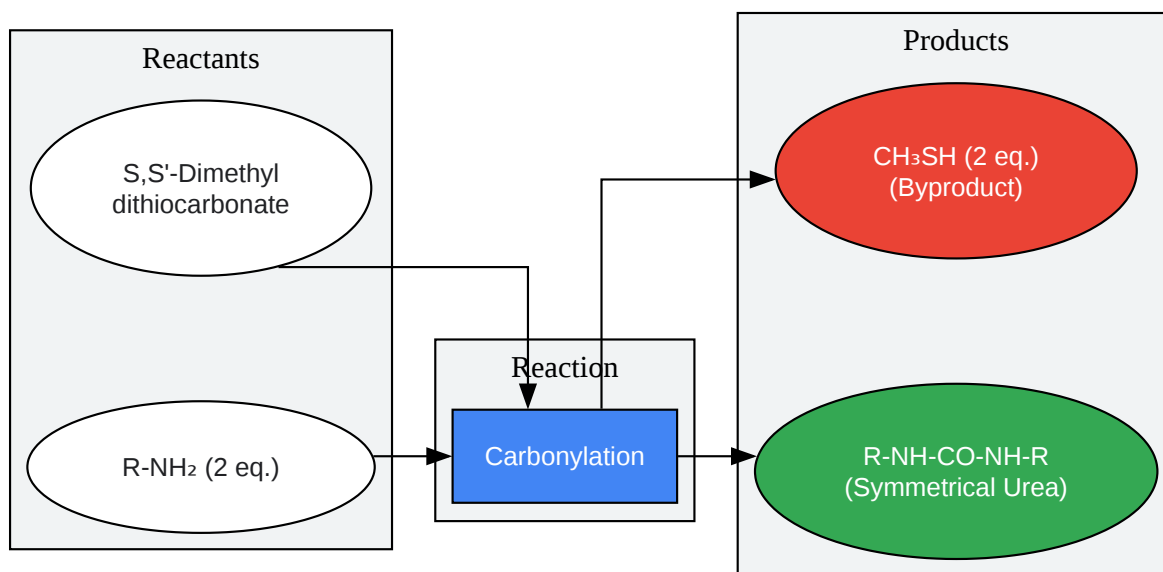 Reactants
S,S'-Dimethyl
dithiocarbonate
R-NH₂ (2 eq.)
Reaction
Carbonylation
Products
CH₃SH (2 eq.)
(Byproduct)
R-NH-CO-NH-R
(Symmetrical Urea)